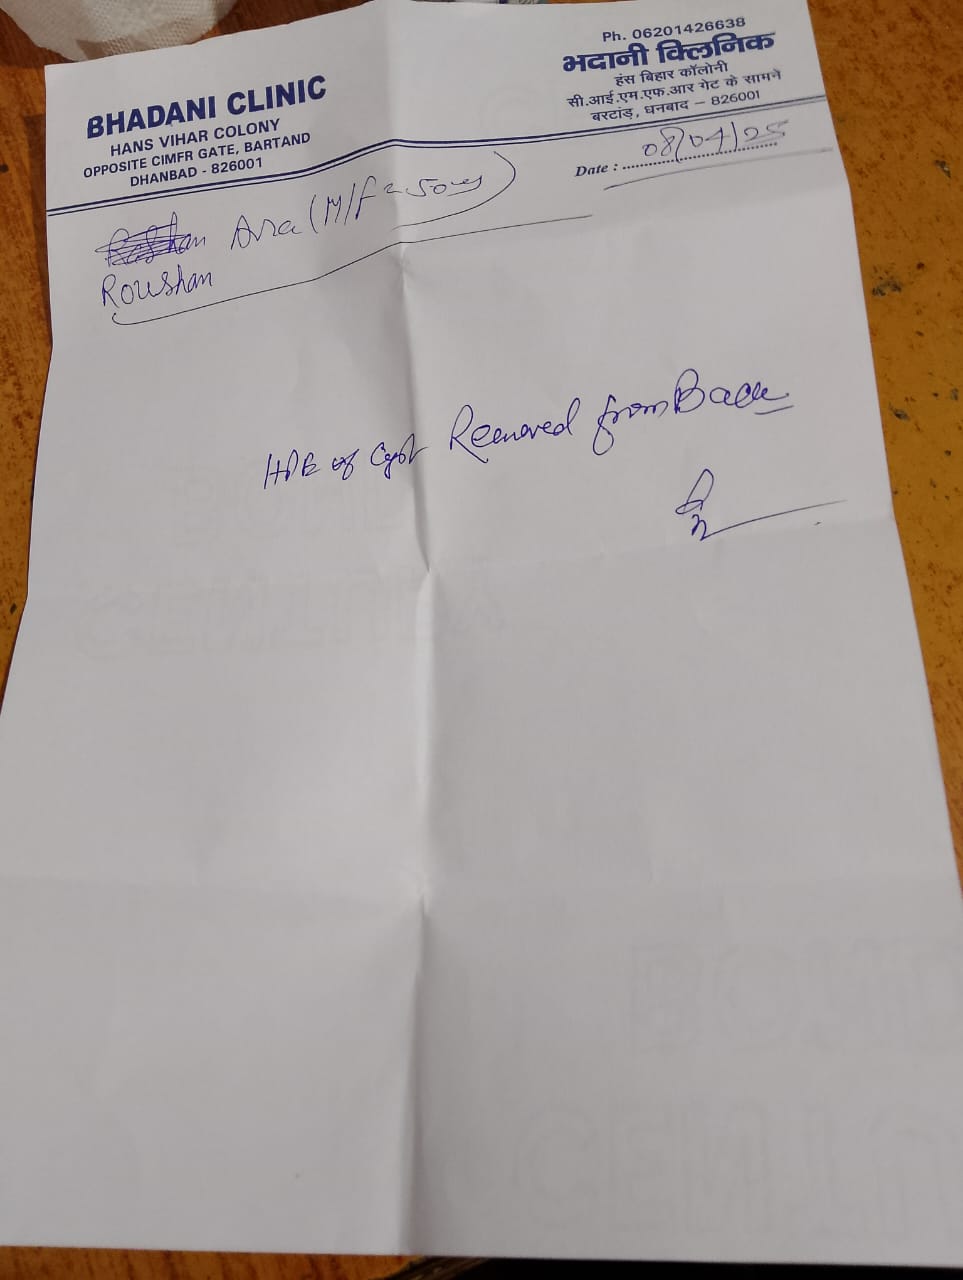 BHADANI CLINIC
HANS VIHAR COLONY
OPPOSITE CIMFR GATE, BARTAND
DHANBAD - 826001
Ph. 06201426638
भदानी क्लिनिक
हंस बिहार कॉलोनी
सी.आई.एम.एफ.आर गेट के सामने
बरटांड़, धनबाद – 826001
Date : 08/04/25
Ara (M/F
Roushan
HPE of Cyst Removed from Back